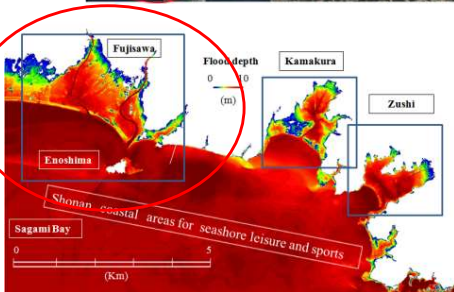 Fujisawa
Flood depth
0 10
(m)
Kamakura
Zushi
Enoshima
Shonan coastal areas for seashore leisure and sports
Sagami Bay
0 5
(Km)